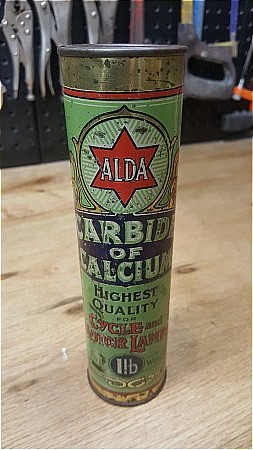 ALDA
CARBIDE
OF
CALCIUM
HIGHEST
QUALITY
FOR
CYCLE and
MOTOR LAMPS
1lb